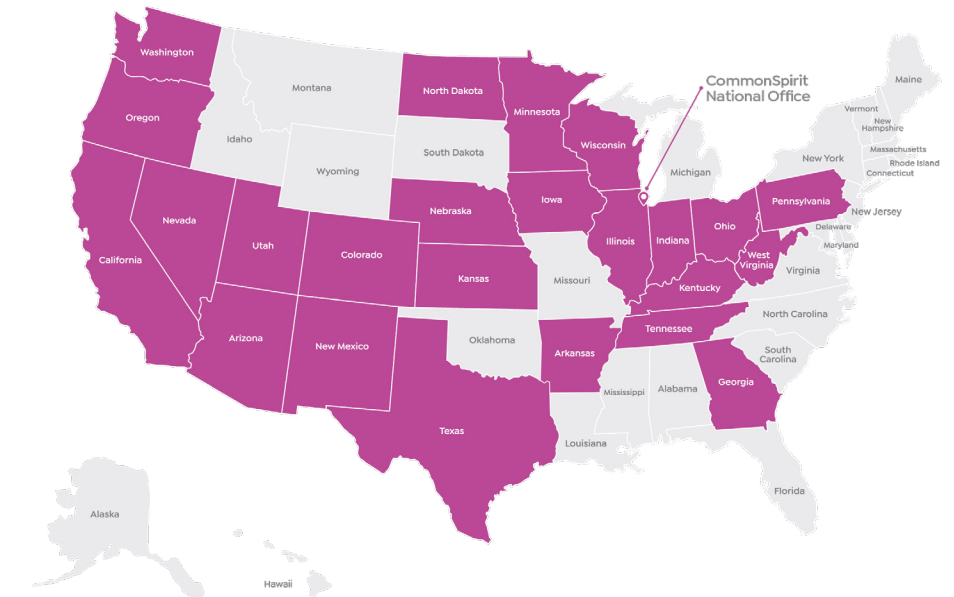 Washington
Montana
North Dakota
Minnesota
CommonSpirit
National Office
Maine
Oregon
Idaho
Wyoming
South Dakota
Wisconsin
Michigan
Vermont
New
Hampshire
Massachusetts
Rhode Island
Connecticut
New York
Nevada
Nebraska
Iowa
Pennsylvania
New Jersey
Delaware
Maryland
California
Utah
Colorado
Kansas
Missouri
Illinois
Indiana
Ohio
West
Virginia
Virginia
Kentucky
North Carolina
Tennessee
Arizona
New Mexico
Oklahoma
Arkansas
South
Carolina
Mississippi
Alabama
Georgia
Texas
Louisiana
Florida
Alaska
Hawaii